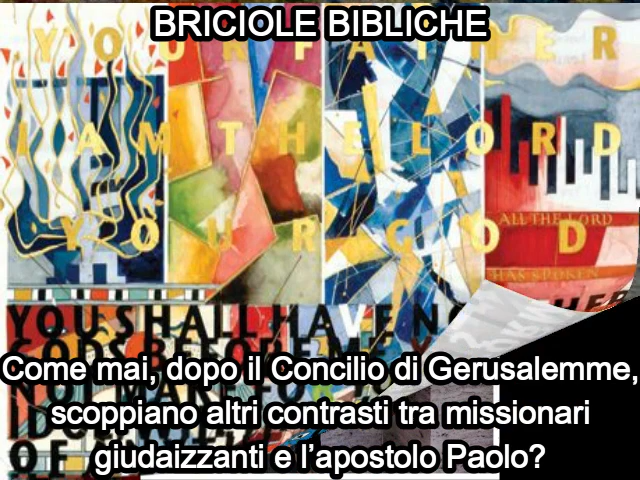 BRICIOLE BIBLICHE
YOUR FATHER
I AM THE LORD
YOUR GOD
ALL THE LORD
HAS SPOKEN
YOU SHALL HAVE NO
GODS BEFORE ME
Come mai, dopo il Concilio di Gerusalemme,
scoppiano altri contrasti tra missionari
giudaizzanti e l'apostolo Paolo?
OF